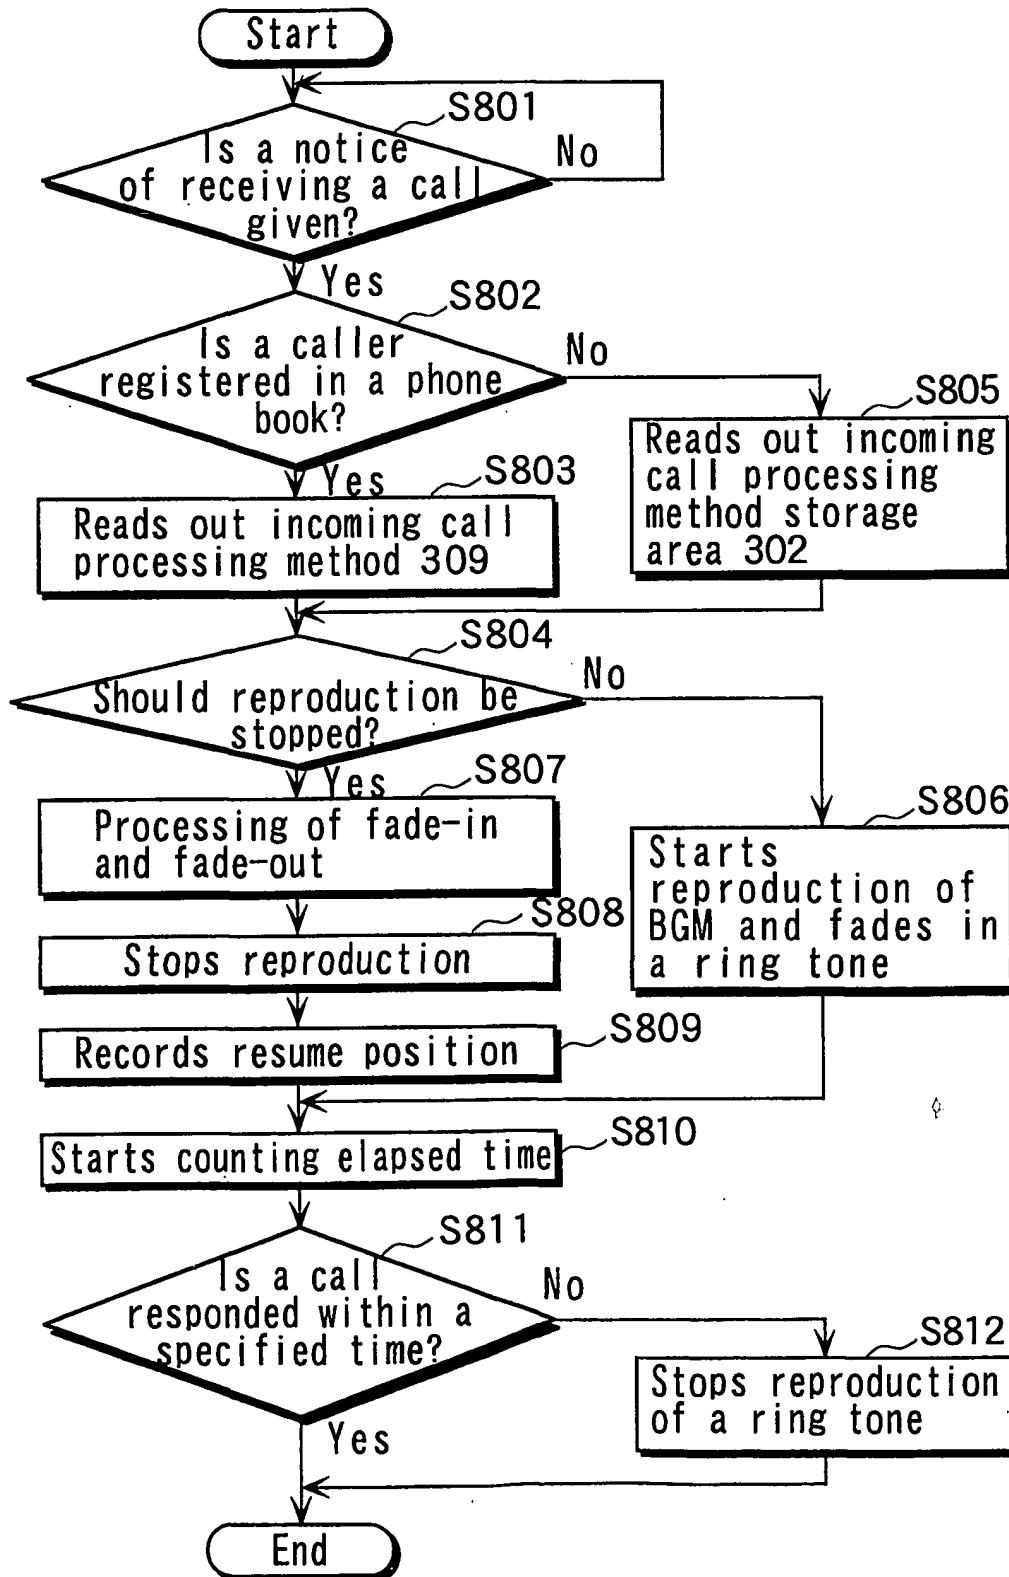 Start
S801
Is a notice
of receiving a call
given?
No
Yes
S802
Is a caller
registered in a phone
book?
No
S805
Reads out incoming
call processing
method storage
area 302
Yes
S803
Reads out incoming call
processing method 309
S804
Should reproduction be
stopped?
No
Yes
S807
Processing of fade-in
and fade-out
S806
Starts
reproduction of
BGM and fades in
a ring tone
S808
Stops reproduction
S809
Records resume position
S810
Starts counting elapsed time
S811
Is a call
responded within a
specified time?
No
S812
Stops reproduction
of a ring tone
Yes
End